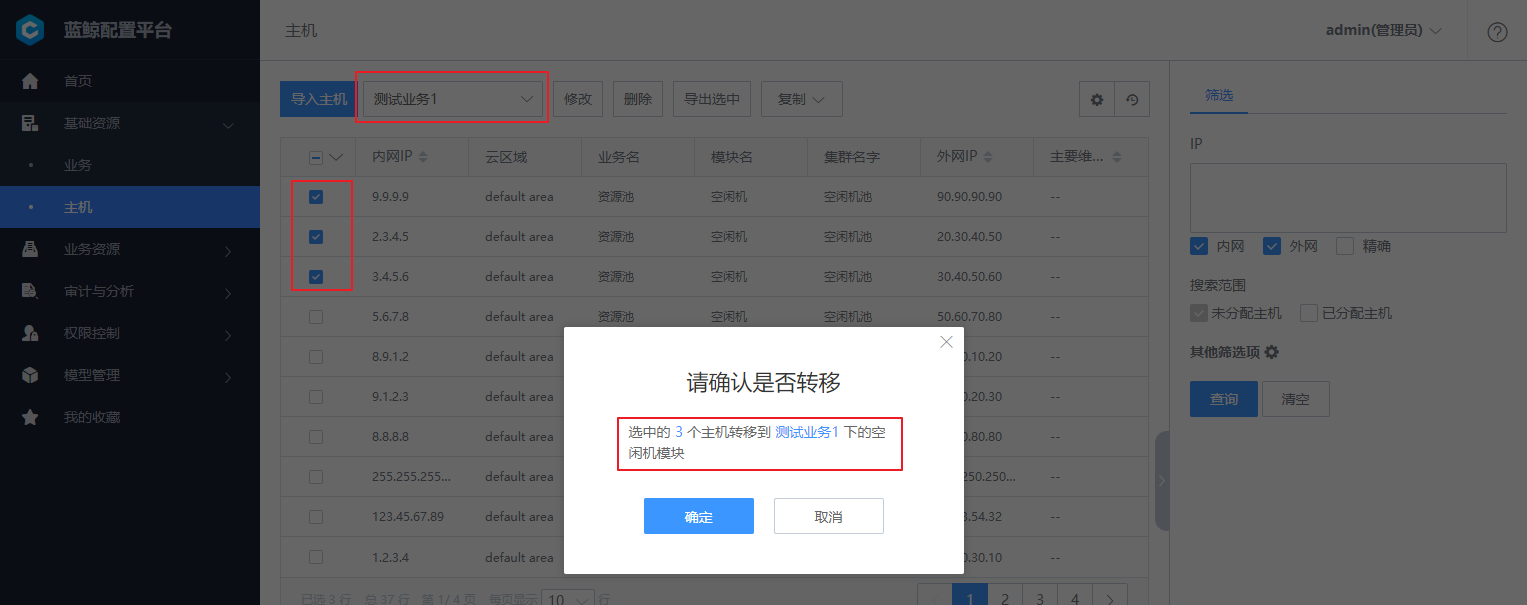 蓝鲸配置平台
主机
admin(管理员)
首页
基础资源
业务
主机
业务资源
审计与分析
权限控制
模型管理
我的收藏
导入主机 测试业务1 修改 删除 导出选中 复制
内网IP 云区域 业务名 模块名 集群名字 外网IP 主要维...
9.9.9.9 default area 资源池 空闲机 空闲机池 90.90.90.90 --
2.3.4.5 default area 资源池 空闲机 空闲机池 20.30.40.50 --
3.4.5.6 default area 资源池 空闲机 空闲机池 30.40.50.60 --
5.6.7.8 default area 资源池 空闲机 空闲机池 50.60.70.80 --
8.9.1.2 default area 0.10.20 --
9.1.2.3 default area 0.20.30 --
8.8.8.8 default area 0.80.80 --
255.255.255... default area 250.250... --
123.45.67.89 default area 3.54.32 --
1.2.3.4 default area 0.30.10 --
已选 3 行 总 37 行 第 1/ 4 页 每页显示 10 行
1 2 3 4
请确认是否转移
选中的 3 个主机转移到 测试业务1 下的空
闲机模块
确定 取消
筛选
IP
内网 外网 精确
搜索范围
未分配主机 已分配主机
其他筛选项
查询 清空